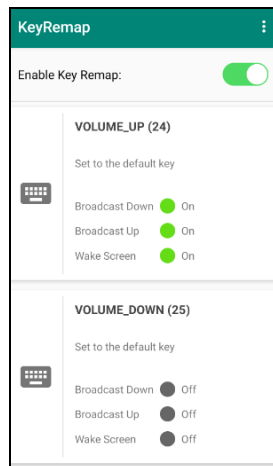 KeyRemap
Enable Key Remap:
VOLUME_UP (24)
Set to the default key
Broadcast Down On
Broadcast Up On
Wake Screen On
VOLUME_DOWN (25)
Set to the default key
Broadcast Down Off
Broadcast Up Off
Wake Screen Off